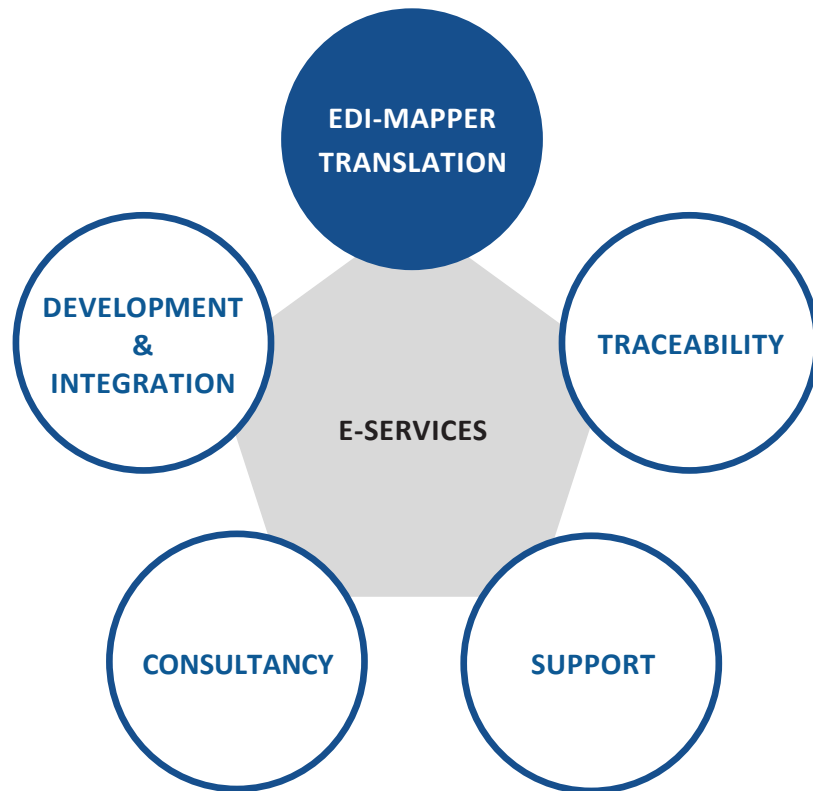 EDI-MAPPER
TRANSLATION
DEVELOPMENT
&
INTEGRATION
TRACEABILITY
E-SERVICES
CONSULTANCY
SUPPORT